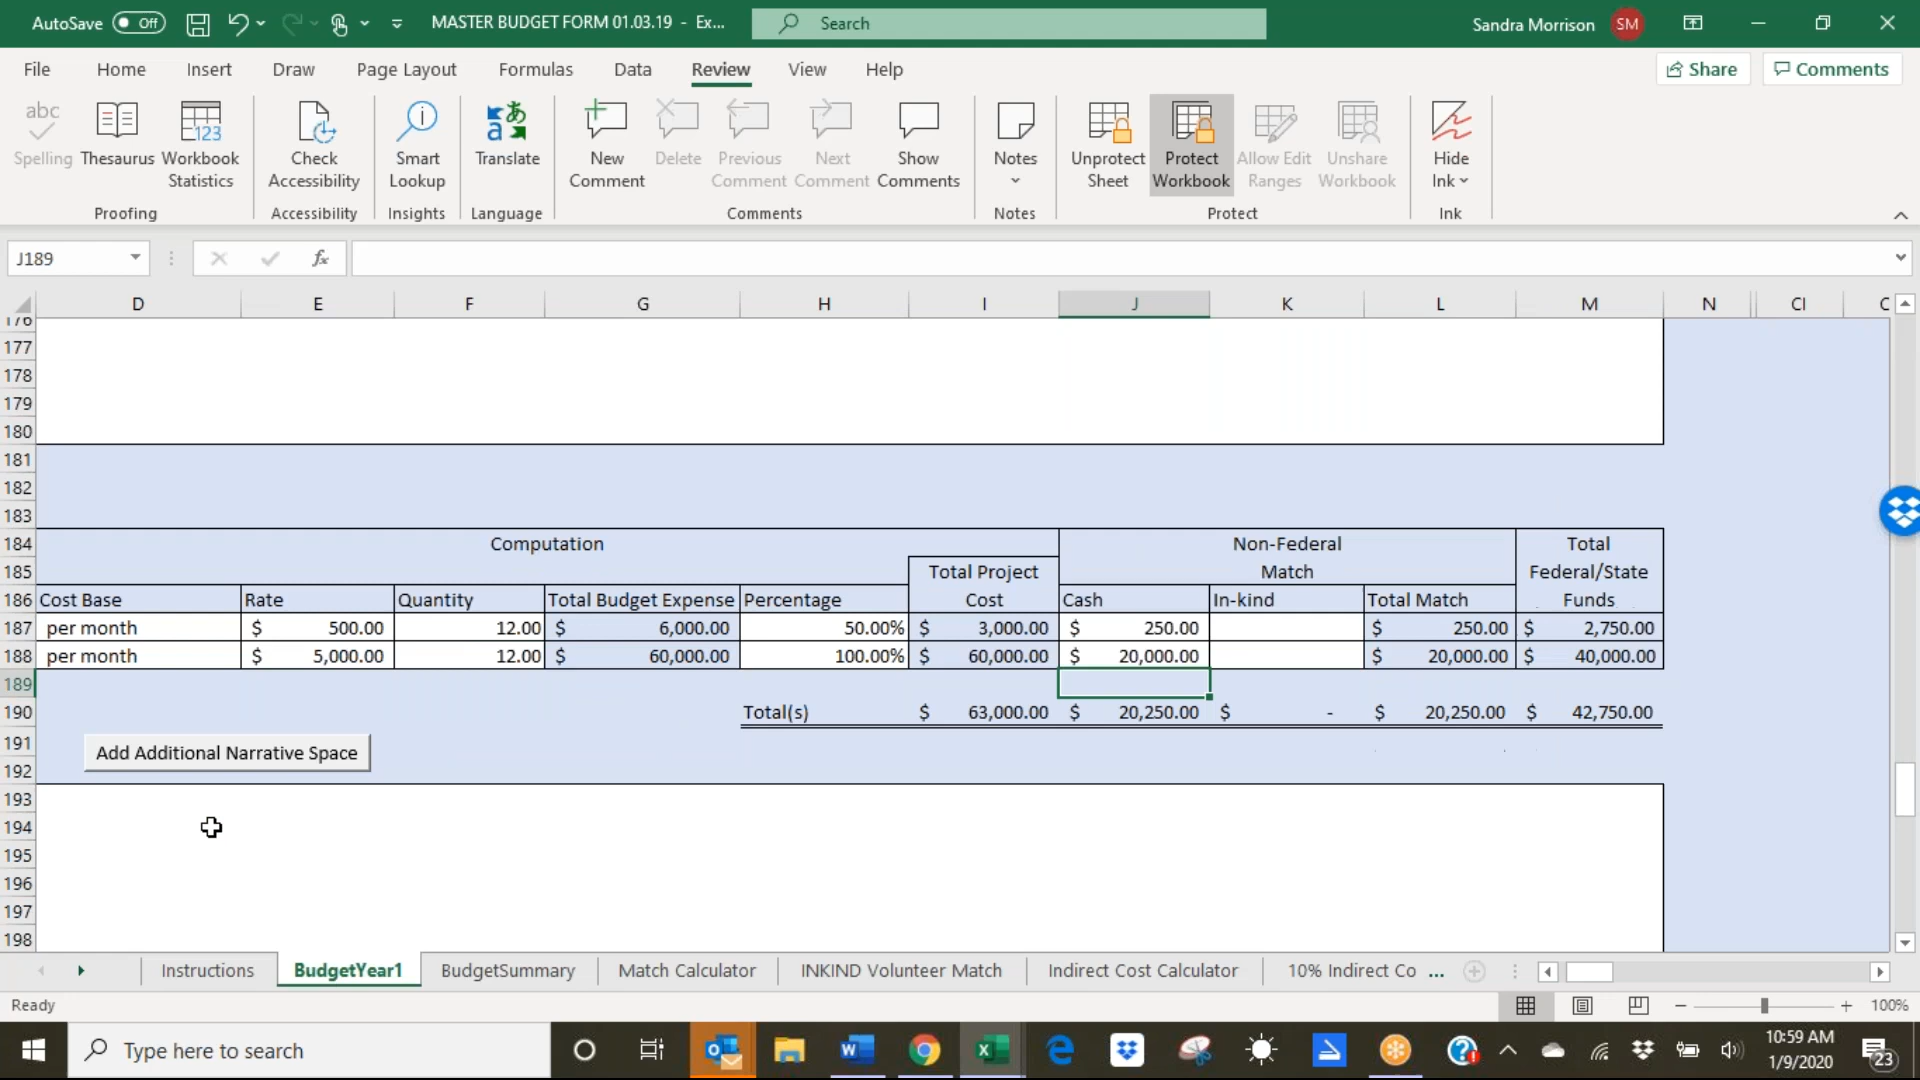 AutoSave Off MASTER BUDGET FORM 01.03.19 - Ex... Search Sandra Morrison SM
File Home Insert Draw Page Layout Formulas Data Review View Help Share Comments
abc 123 a あ
Spelling Thesaurus Workbook Statistics Check Accessibility Smart Lookup Translate New Comment Delete Previous Comment Next Comment Show Comments Notes Unprotect Sheet Protect Workbook Allow Edit Ranges Unshare Workbook Hide Ink
Proofing Accessibility Insights Language Comments Notes Protect Ink
J189 fx
D E F G H I J K L M N CI C
176
177
178
179
180
181
182
183
184 Computation Non-Federal Total
185 Total Project Match Federal/State
186 Cost Base Rate Quantity Total Budget Expense Percentage Cost Cash In-kind Total Match Funds
187 per month $ 500.00 12.00 $ 6,000.00 50.00% $ 3,000.00 $ 250.00 $ 250.00 $ 2,750.00
188 per month $ 5,000.00 12.00 $ 60,000.00 100.00% $ 60,000.00 $ 20,000.00 $ 20,000.00 $ 40,000.00
189
190 Total(s) $ 63,000.00 $ 20,250.00 $ - $ 20,250.00 $ 42,750.00
191
Add Additional Narrative Space
192
193
194
195
196
197
198
Instructions BudgetYear1 BudgetSummary Match Calculator INKIND Volunteer Match Indirect Cost Calculator 10% Indirect Co ...
Ready 100%
Type here to search 10:59 AM
1/9/2020 23